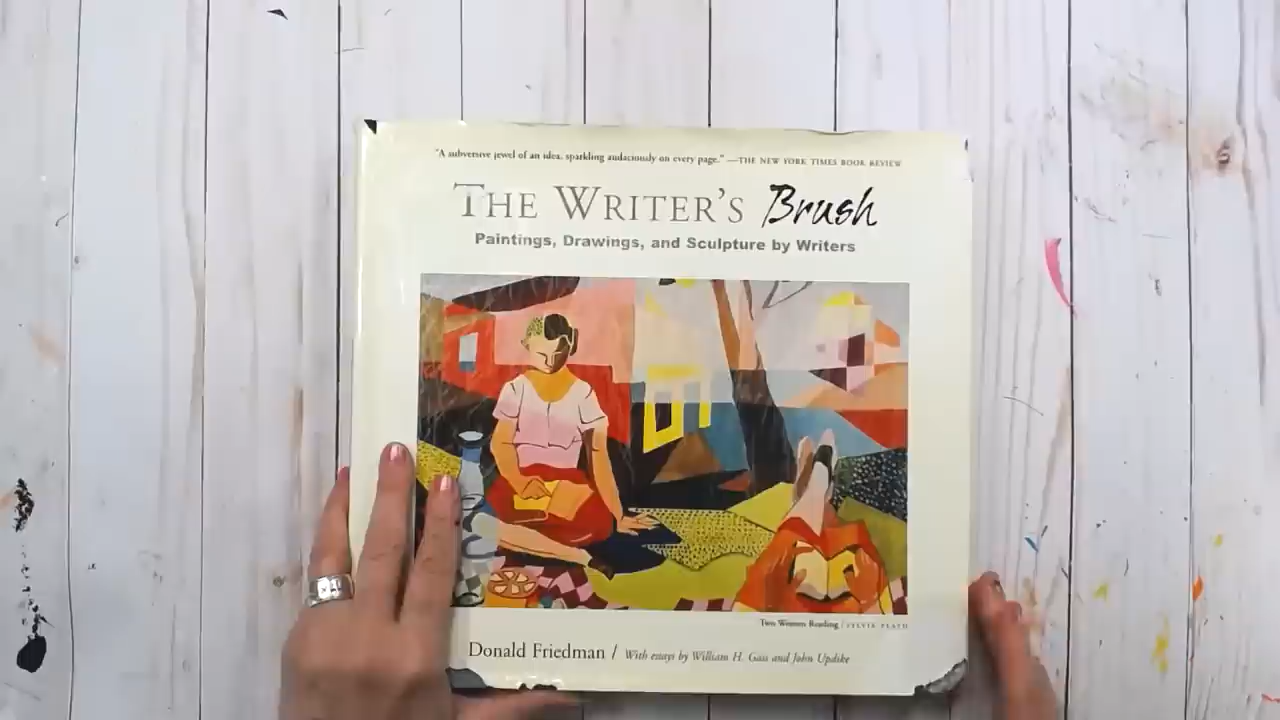 "A subversive jewel of an idea, sparkling audaciously on every page." —THE NEW YORK TIMES BOOK REVIEW
THE WRITER'S Brush
Paintings, Drawings, and Sculpture by Writers
Two Women Reading / SYLVIA PLATH
Donald Friedman / With essays by William H. Gass and John Updike